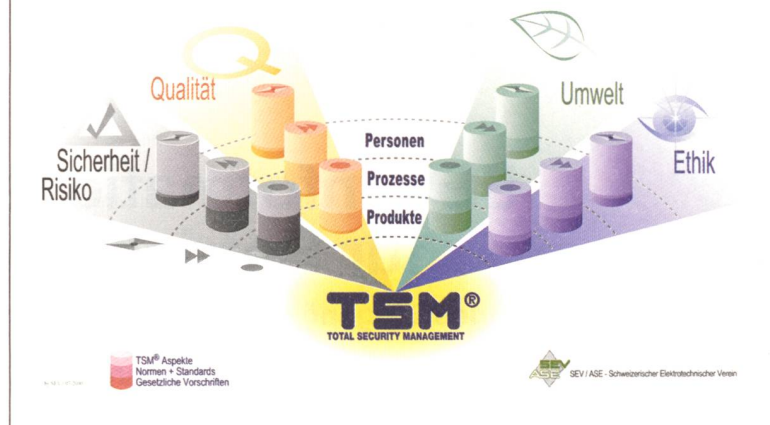 Qualität
Umwelt
Sicherheit /
Risiko
Ethik
Personen
Prozesse
Produkte
TSM®
TOTAL SECURITY MANAGEMENT
TSM® Aspekte
Normen + Standards
Gesetzliche Vorschriften
SEV
ASE
SEV / ASE - Schweizerischer Elektrotechnischer Verein